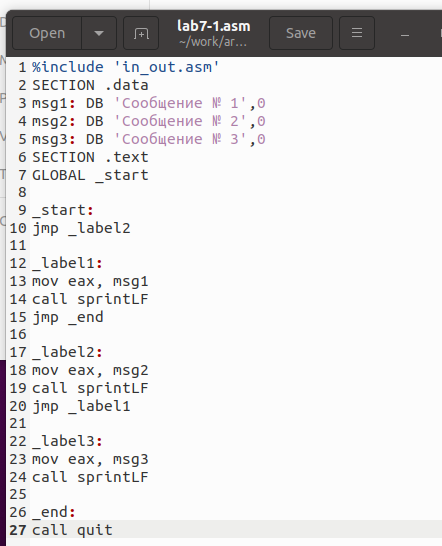 Open
lab7-1.asm
~/work/ar...
Save
1 %include 'in_out.asm'
2 SECTION .data
3 msg1: DB 'Сообщение № 1',0
4 msg2: DB 'Сообщение № 2',0
5 msg3: DB 'Сообщение № 3',0
6 SECTION .text
7 GLOBAL _start
8
9 _start:
10 jmp _label2
11
12 _label1:
13 mov eax, msg1
14 call sprintLF
15 jmp _end
16
17 _label2:
18 mov eax, msg2
19 call sprintLF
20 jmp _label1
21
22 _label3:
23 mov eax, msg3
24 call sprintLF
25
26 _end:
27 call quit